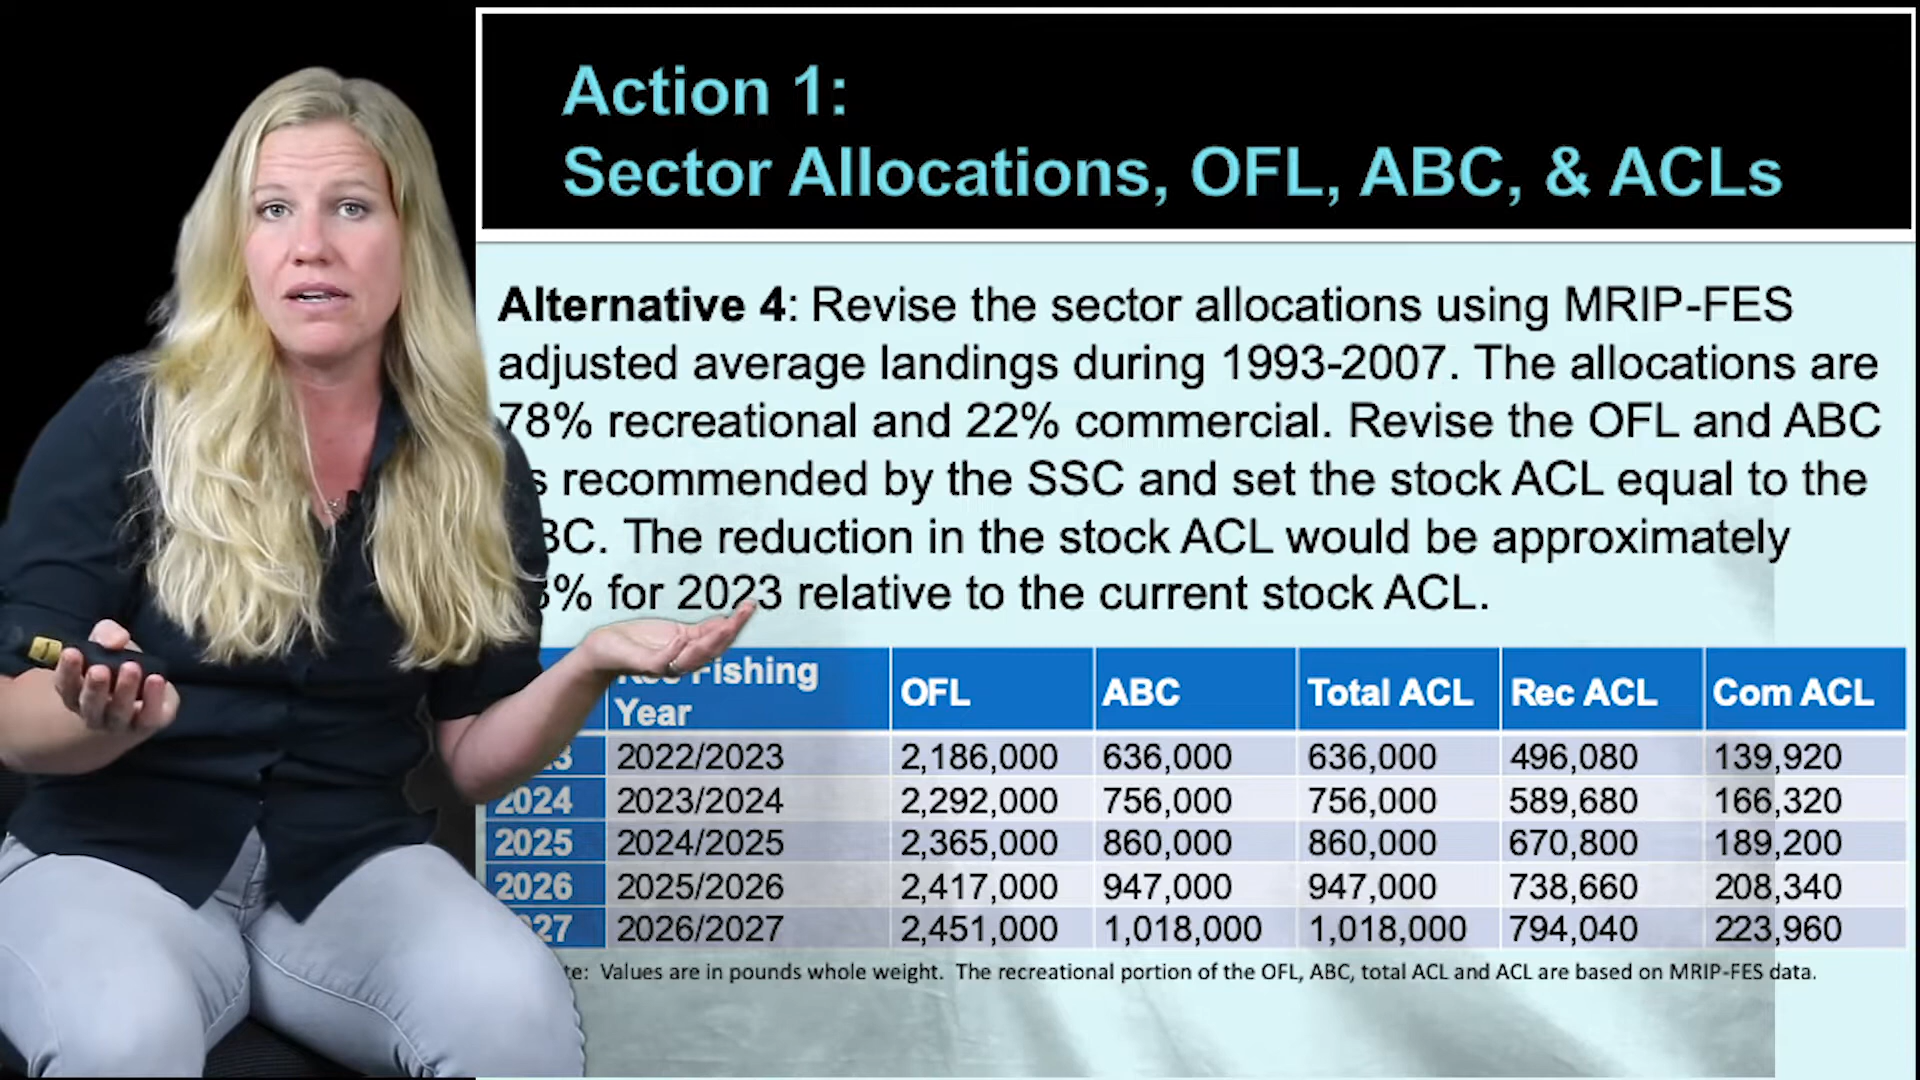 Action 1:
Sector Allocations, OFL, ABC, & ACLs
Alternative 4: Revise the sector allocations using MRIP-FES
adjusted average landings during 1993-2007. The allocations are
78% recreational and 22% commercial. Revise the OFL and ABC
recommended by the SSC and set the stock ACL equal to the
The reduction in the stock ACL would be approximately
for 2023 relative to the current stock ACL.
Fishing Year OFL ABC Total ACL Rec ACL Com ACL
2022/2023 2,186,000 636,000 636,000 496,080 139,920
2024 2023/2024 2,292,000 756,000 756,000 589,680 166,320
2025 2024/2025 2,365,000 860,000 860,000 670,800 189,200
2026 2025/2026 2,417,000 947,000 947,000 738,660 208,340
2026/2027 2,451,000 1,018,000 1,018,000 794,040 223,960
Values are in pounds whole weight. The recreational portion of the OFL, ABC, total ACL and ACL are based on MRIP-FES data.